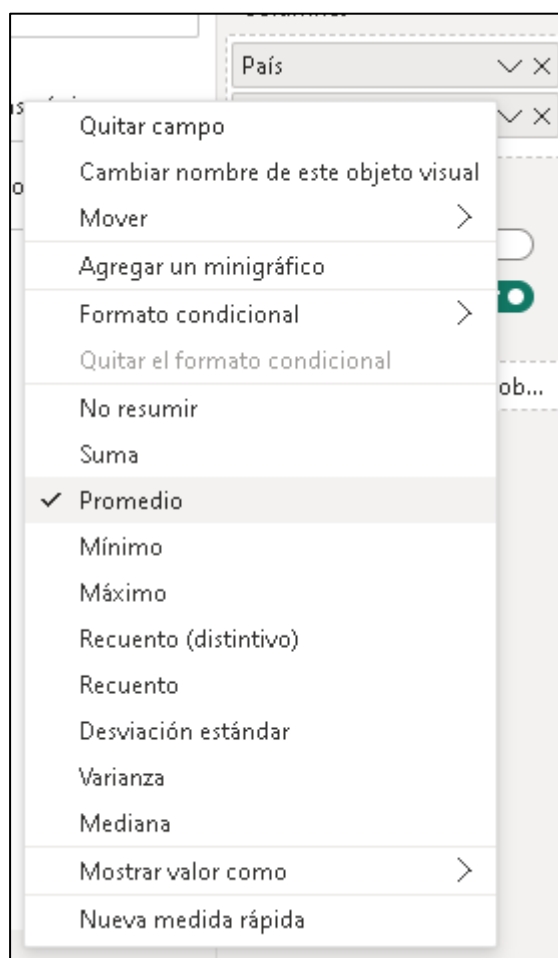 País
Quitar campo
Cambiar nombre de este objeto visual
Mover
Agregar un minigráfico
Formato condicional
Quitar el formato condicional
ob...
No resumir
Suma
Promedio
Mínimo
Máximo
Recuento (distintivo)
Recuento
Desviación estándar
Varianza
Mediana
Mostrar valor como
Nueva medida rápida